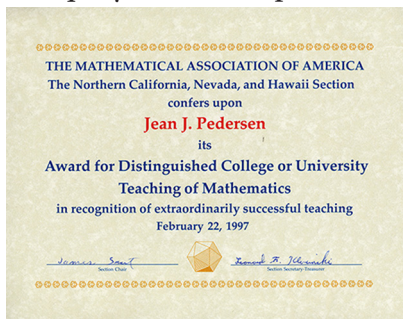 THE MATHEMATICAL ASSOCIATION OF AMERICA
The Northern California, Nevada, and Hawaii Section
confers upon
Jean J. Pedersen
its
Award for Distinguished College or University
Teaching of Mathematics
in recognition of extraordinarily successful teaching
February 22, 1997
James Smart
Section Chair
Section Secretary-Treasurer